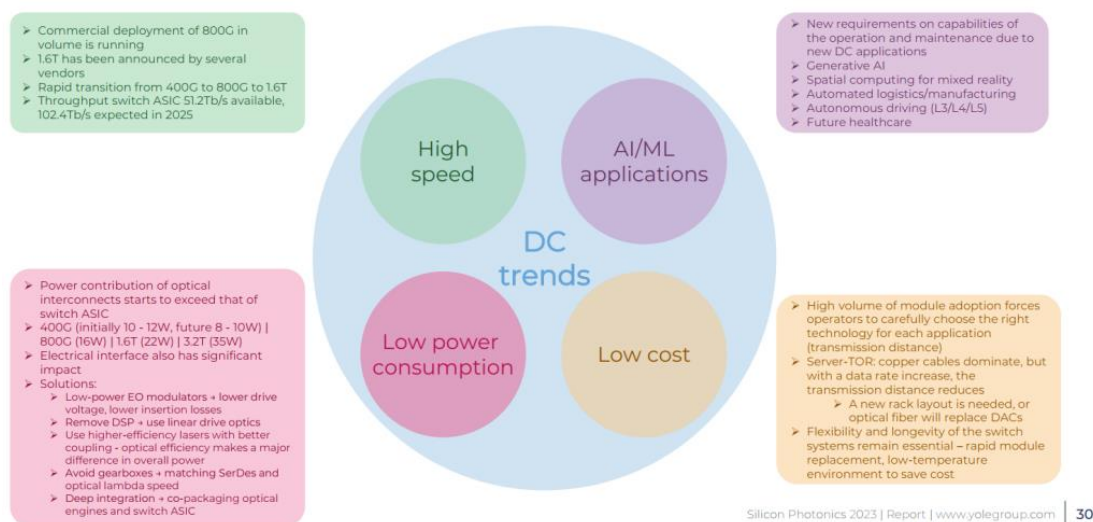 ➢ Commercial deployment of 800G in
volume is running
➢ 1.6T has been announced by several
vendors
➢ Rapid transition from 400G to 800G to 1.6T
➢ Throughput switch ASIC 51.2Tb/s available,
102.4Tb/s expected in 2025
➢ New requirements on capabilities of
the operation and maintenance due to
new DC applications
➢ Generative AI
➢ Spatial computing for mixed reality
➢ Automated logistics/manufacturing
➢ Autonomous driving (L3/L4/L5)
➢ Future healthcare
High
speed
AI/ML
applications
DC
trends
Low power
consumption
Low cost
➢ Power contribution of optical
interconnects starts to exceed that of
switch ASIC
➢ 400G (initially 10 - 12W, future 8 - 10W) |
800G (16W) | 1.6T (22W) | 3.2T (35W)
➢ Electrical interface also has significant
impact
➢ Solutions:
➢ Low-power EO modulators → lower drive
voltage, lower insertion losses
➢ Remove DSP → use linear drive optics
➢ Use higher-efficiency lasers with better
coupling - optical efficiency makes a major
difference in overall power
➢ Avoid gearboxes → matching SerDes and
optical lambda speed
➢ Deep integration → co-packaging optical
engines and switch ASIC
➢ High volume of module adoption forces
operators to carefully choose the right
technology for each application
(transmission distance)
➢ Server-TOR: copper cables dominate, but
with a data rate increase, the
transmission distance reduces
➢ A new rack layout is needed, or
optical fiber will replace DACs
➢ Flexibility and longevity of the switch
systems remain essential – rapid module
replacement, low-temperature
environment to save cost
Silicon Photonics 2023 | Report | www.yolegroup.com | 30